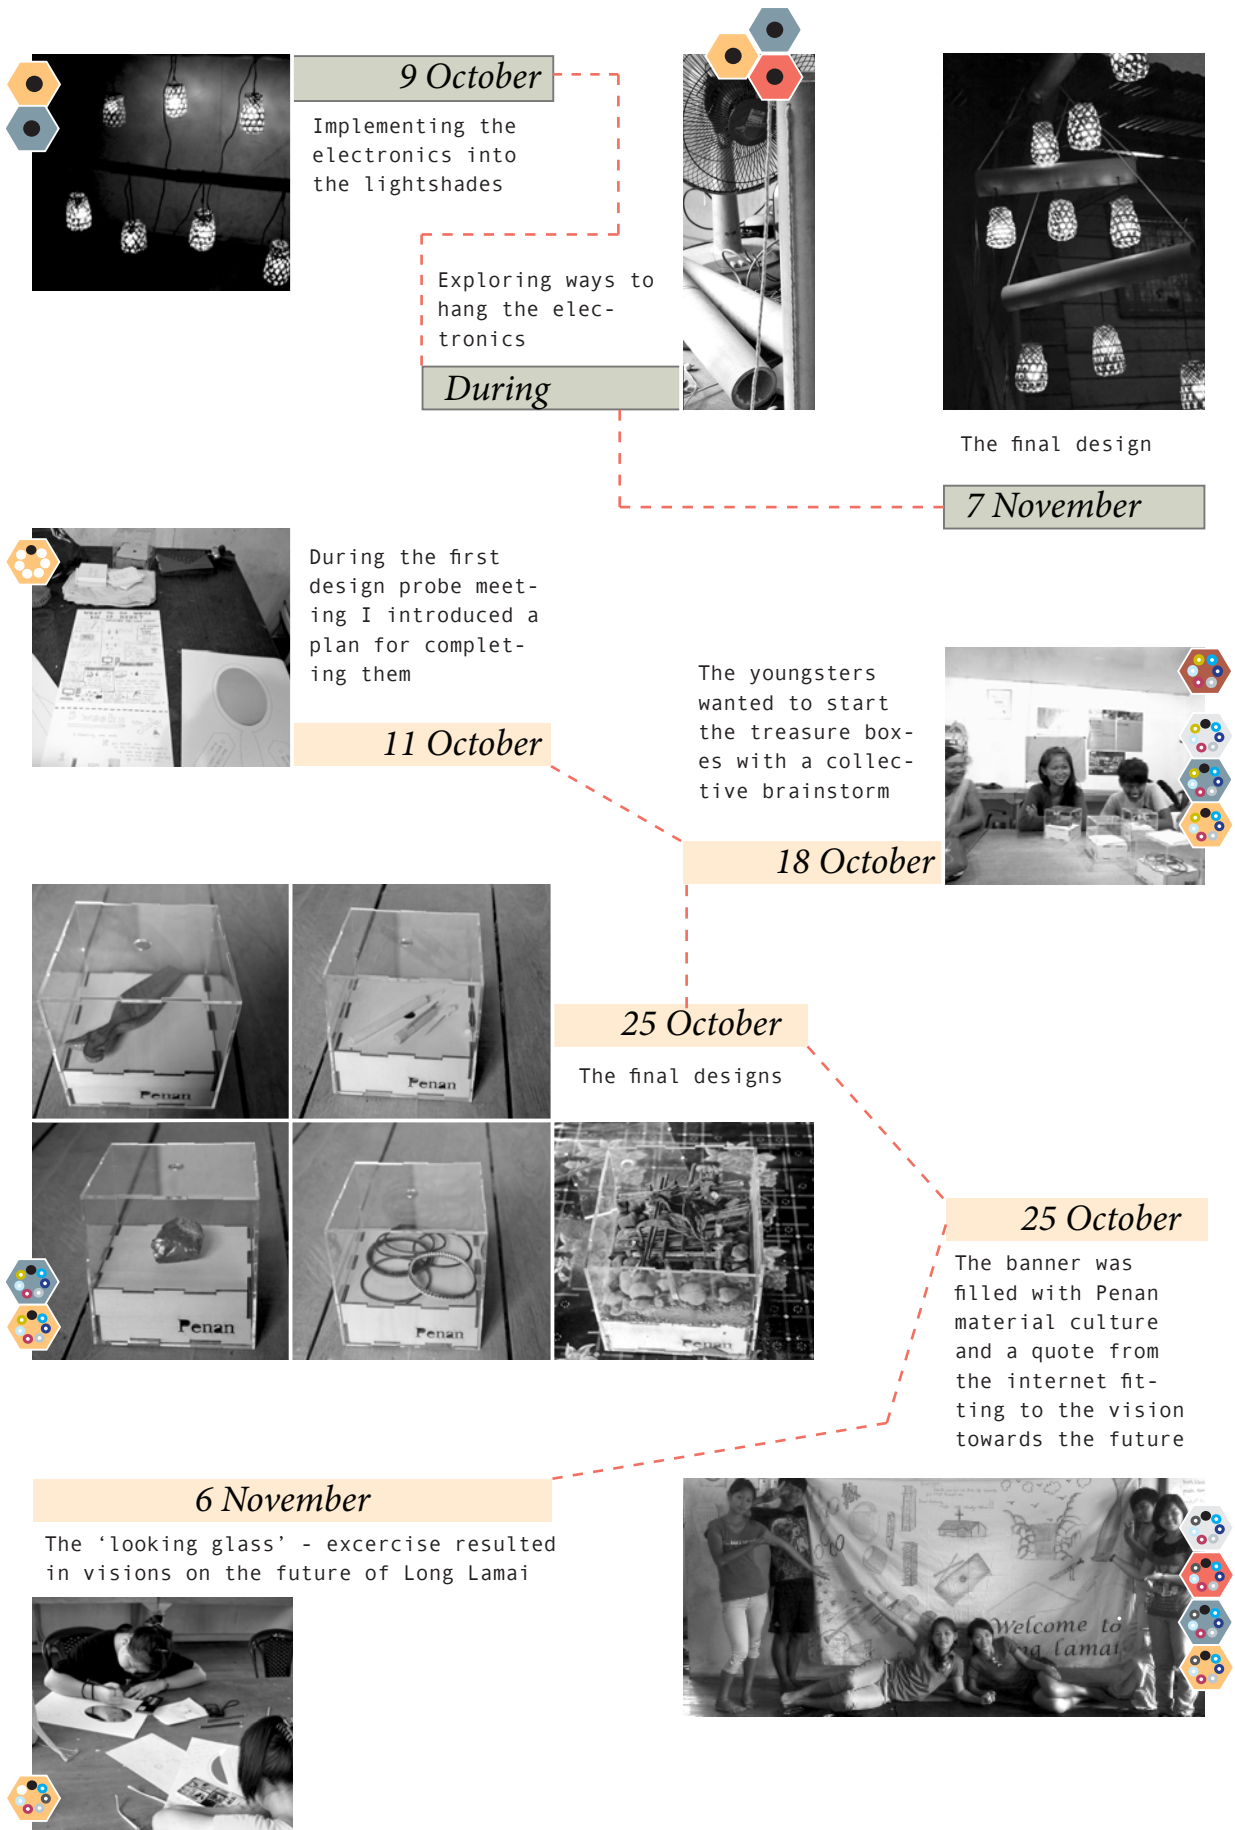 9 October
Implementing the
electronics into
the lightshades
Exploring ways to
hang the elec-
tronics
During
The final design
7 November
During the first
design probe meet-
ing I introduced a
plan for complet-
ing them
11 October
The youngsters
wanted to start
the treasure box-
es with a collec-
tive brainstorm
18 October
Penan
Penan
25 October
The final designs
Penan
Penan
Penan
25 October
The banner was
filled with Penan
material culture
and a quote from
the internet fit-
ting to the vision
towards the future
6 November
The ‘looking glass’ - excercise resulted
in visions on the future of Long Lamai
Welcome to
lamai